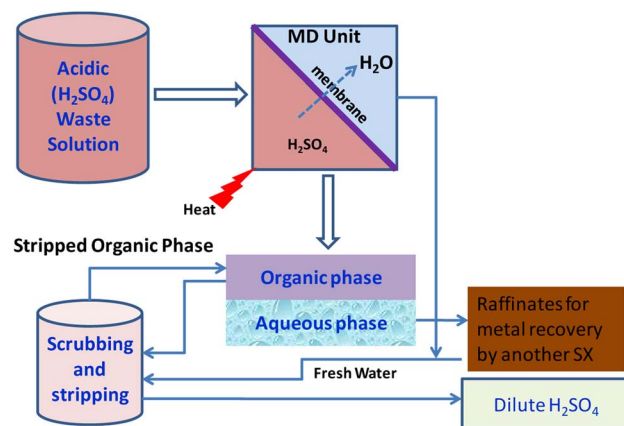 Acidic
(H₂SO₄)
Waste
Solution
MD Unit
H₂O
membrane
H₂SO₄
Heat
Stripped Organic Phase
Organic phase
Aqueous phase
Raffinates for
metal recovery
by another SX
Scrubbing
and
stripping
Fresh Water
Dilute H₂SO₄